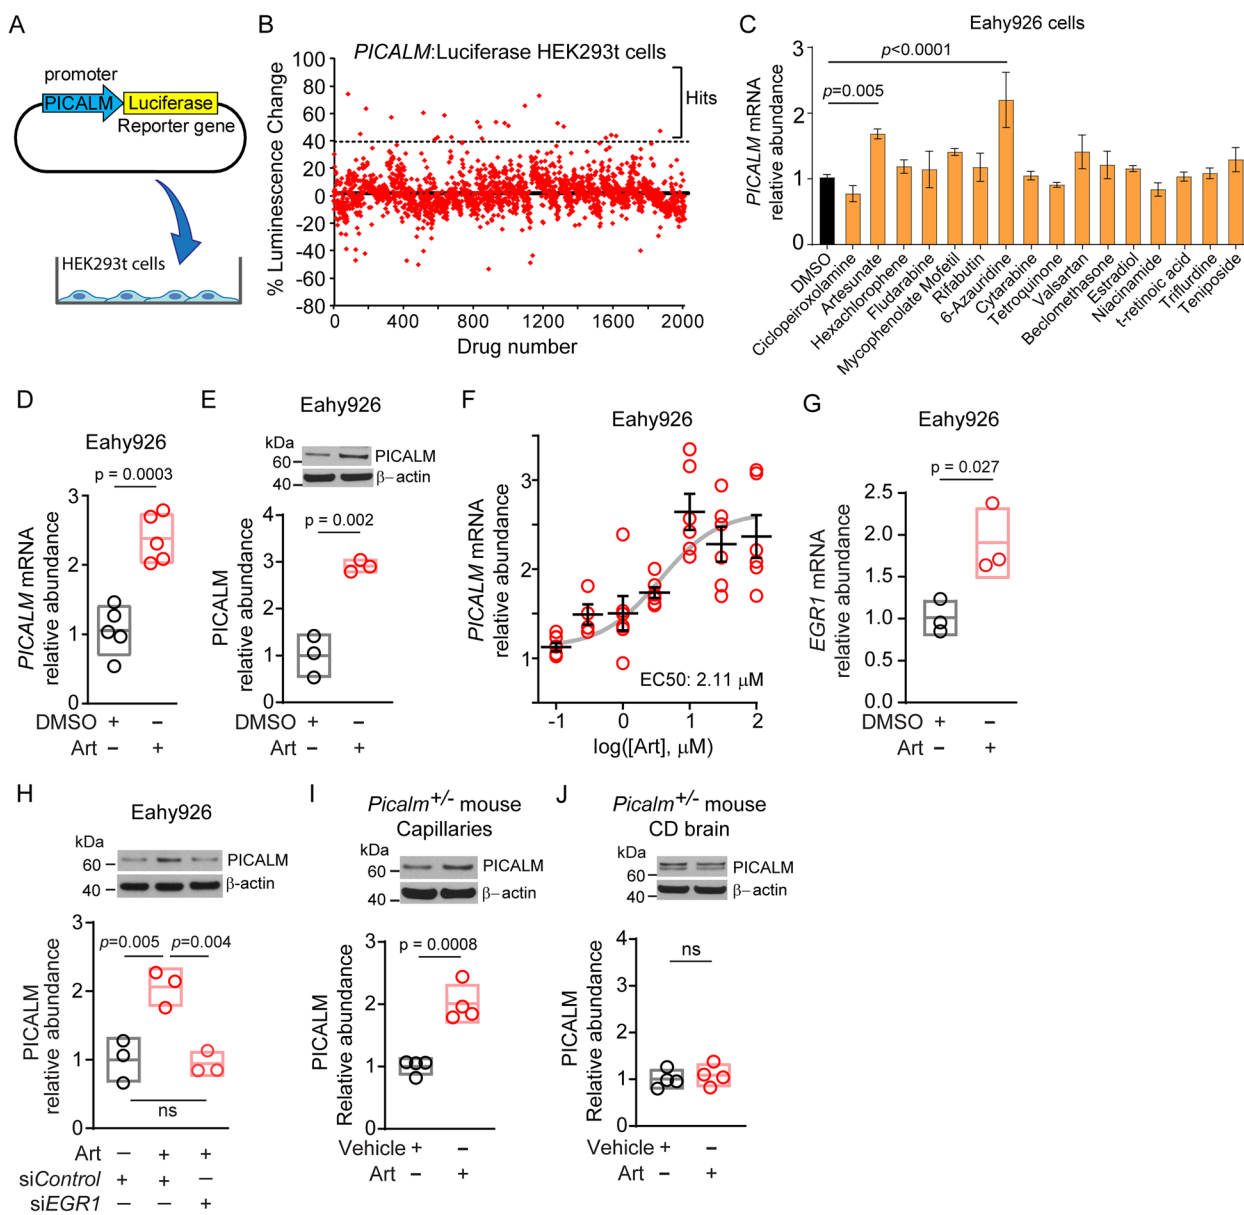 A
promoter
PICALM
Luciferase
Reporter gene
HEK293t cells
B
PICALM:Luciferase HEK293t cells
% Luminescence Change
100
80
60
40
20
0
-20
-40
-60
-80
Hits
0
400
800
1200
1600
2000
Drug number
C
Eahy926 cells
PICALM mRNA
relative abundance
3
2
1
0
p<0.0001
p=0.005
DMSO
Ciclopeiroxolamine
Artesunate
Hexachlorophene
Fludarabine
Mycophenolate Mofetil
Rifabutin
6-Azauridine
Cytarabine
Tetroquinone
Valsartan
Beclomethasone
Estradiol
Niacinamide
t-retinoic acid
Triflurdine
Teniposide
D
Eahy926
p = 0.0003
PICALM mRNA
relative abundance
3
2
1
0
DMSO + −
Art − +
E
Eahy926
kDa
60
40
PICALM
β−actin
p = 0.002
PICALM
relative abundance
4
3
2
1
0
DMSO + −
Art − +
F
Eahy926
PICALM mRNA
relative abundance
3
2
1
EC50: 2.11 μM
-1
0
1
2
log([Art], μM)
G
Eahy926
p = 0.027
EGR1 mRNA
relative abundance
2.5
2.0
1.5
1.0
0.5
0.0
DMSO + −
Art − +
H
Eahy926
kDa
60
40
PICALM
β-actin
p=0.005
p=0.004
PICALM
relative abundance
3
2
1
0
ns
Art − + +
siControl + + −
siEGR1 − − +
I
Picalm+/- mouse
Capillaries
kDa
60
40
PICALM
β−actin
p = 0.0008
PICALM
Relative abundance
3
2
1
0
Vehicle + −
Art − +
J
Picalm+/- mouse
CD brain
kDa
60
40
PICALM
β−actin
ns
PICALM
Relative abundance
4
3
2
1
0
Vehicle + −
Art − +